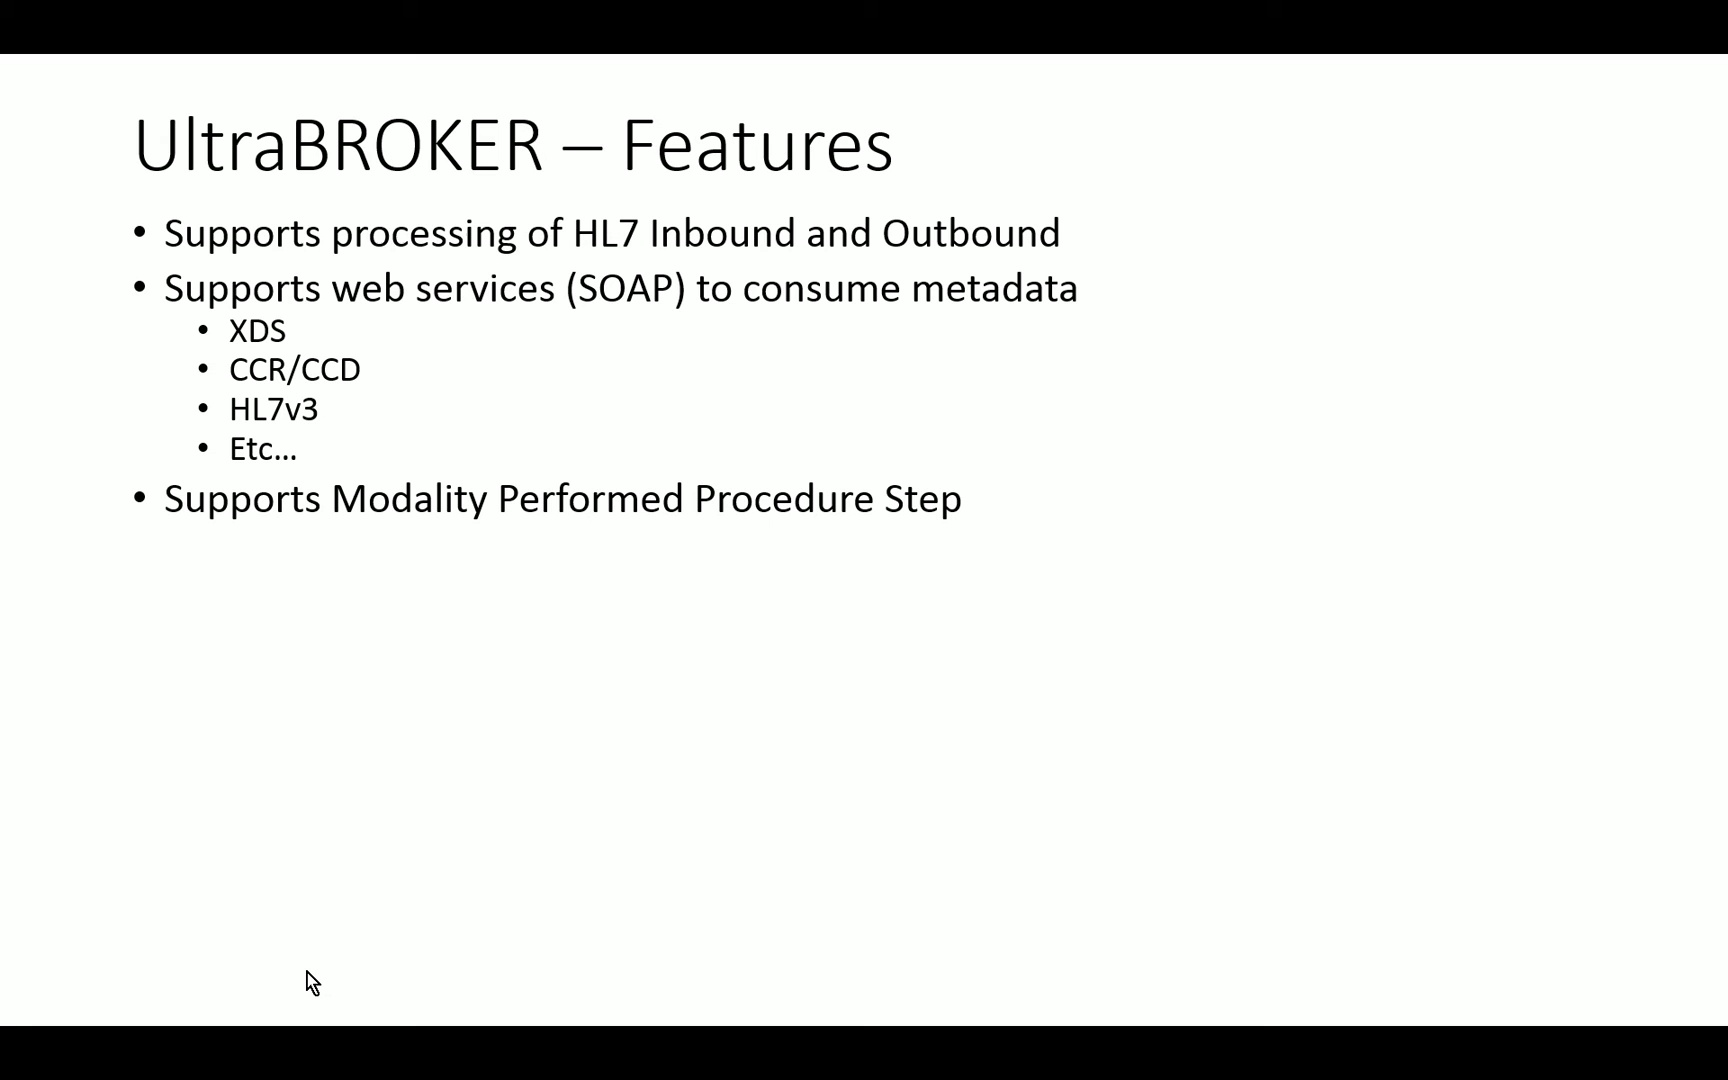 UltraBROKER – Features
• Supports processing of HL7 Inbound and Outbound
• Supports web services (SOAP) to consume metadata
• XDS
• CCR/CCD
• HL7v3
• Etc...
• Supports Modality Performed Procedure Step